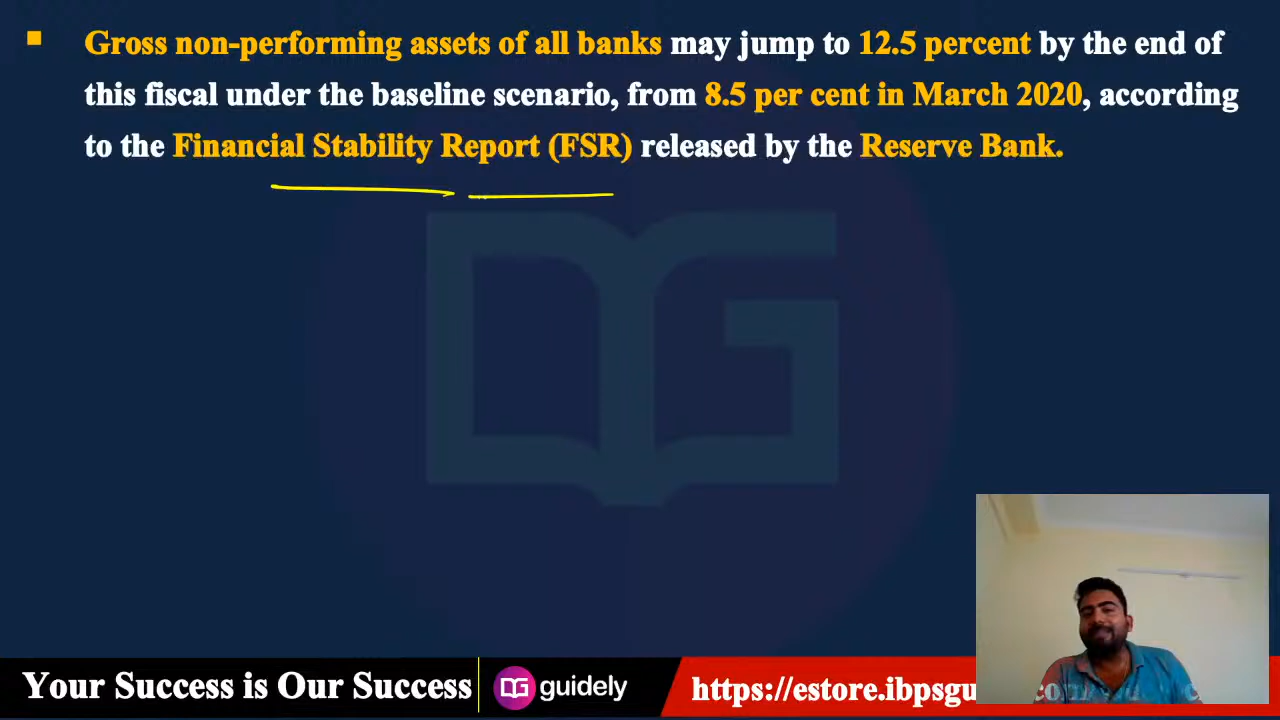 Gross non-performing assets of all banks may jump to 12.5 percent by the end of
this fiscal under the baseline scenario, from 8.5 per cent in March 2020, according
to the Financial Stability Report (FSR) released by the Reserve Bank.
Your Success is Our Success
guidely
https://estore.ibpsgu